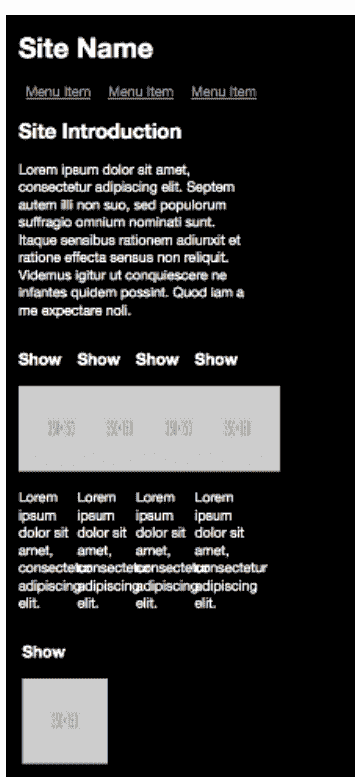 Site Name
Menu Item Menu Item Menu Item
Site Introduction
Lorem ipsum dolor sit amet,
consectetur adipiscing elit. Septem
autem illi non suo, sed populorum
suffragio omnium nominati sunt.
Itaque sensibus rationem adiunxit et
ratione effecta sensus non reliquit.
Videmus igitur ut conquiescere ne
infantes quidem possint. Quod iam a
me expectare noli.
Show Show Show Show
Lorem Lorem Lorem Lorem
ipsum ipsum ipsum ipsum
dolor sit dolor sit dolor sit dolor sit
amet, amet, amet, amet,
consectetur consectetur consectetur consectetur
adipiscing adipiscing adipiscing adipiscing
elit. elit. elit. elit.
Show